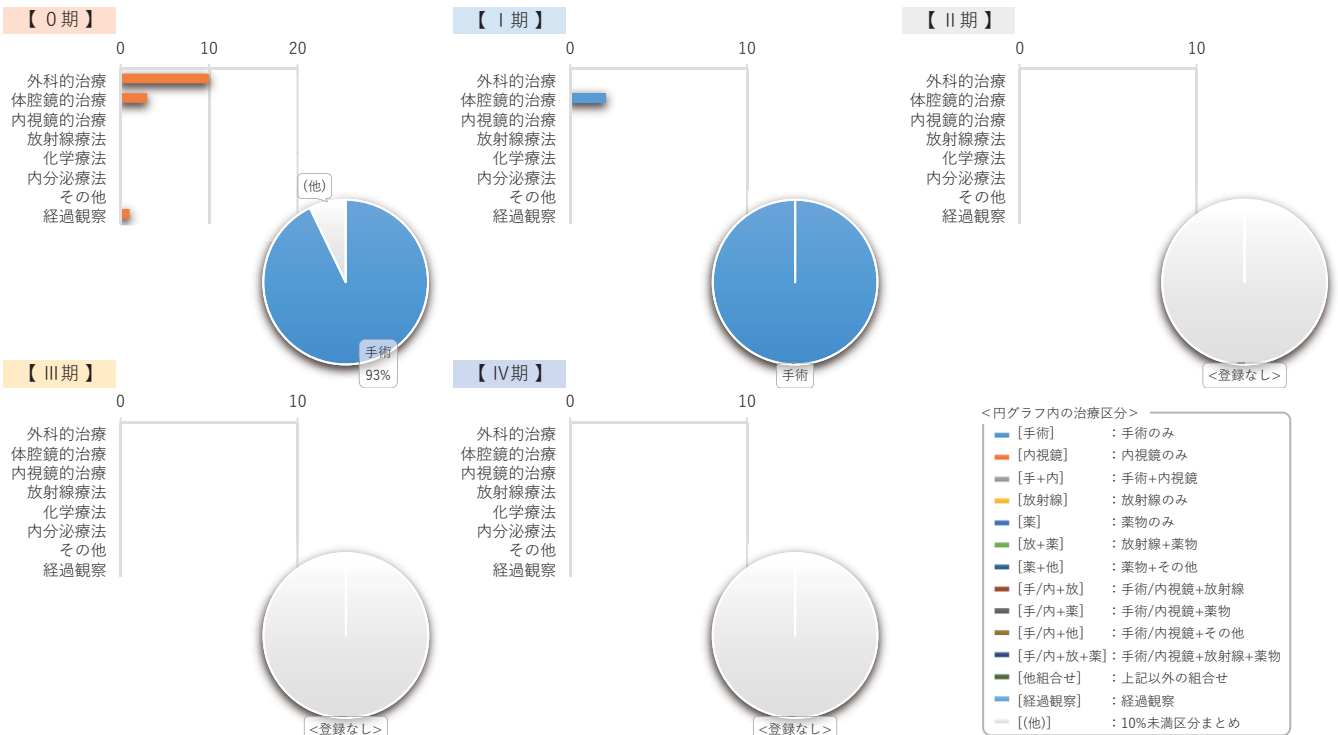 【 0期 】
0 10 20
外科的治療
体腔鏡的治療
内視鏡的治療
放射線療法
化学療法
内分泌療法
その他
経過観察
(他)
手術
93%
【 Ⅰ期 】
0 10
外科的治療
体腔鏡的治療
内視鏡的治療
放射線療法
化学療法
内分泌療法
その他
経過観察
手術
【 Ⅱ期 】
0 10
外科的治療
体腔鏡的治療
内視鏡的治療
放射線療法
化学療法
内分泌療法
その他
経過観察
<登録なし>
【 Ⅲ期 】
0 10
外科的治療
体腔鏡的治療
内視鏡的治療
放射線療法
化学療法
内分泌療法
その他
経過観察
<登録なし>
【 Ⅳ期 】
0 10
外科的治療
体腔鏡的治療
内視鏡的治療
放射線療法
化学療法
内分泌療法
その他
経過観察
<登録なし>
<円グラフ内の治療区分>
[手術] ：手術のみ
[内視鏡] ：内視鏡のみ
[手+内] ：手術+内視鏡
[放射線] ：放射線のみ
[薬] ：薬物のみ
[放+薬] ：放射線+薬物
[薬+他] ：薬物+その他
[手/内+放] ：手術/内視鏡+放射線
[手/内+薬] ：手術/内視鏡+薬物
[手/内+他] ：手術/内視鏡+その他
[手/内+放+薬]：手術/内視鏡+放射線+薬物
[他組合せ] ：上記以外の組合せ
[経過観察] ：経過観察
[(他)] ：10%未満区分まとめ